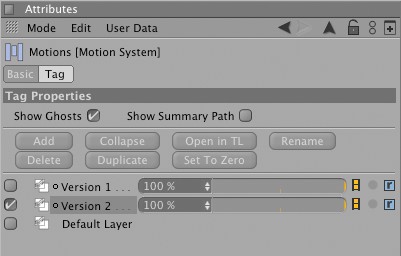 Attributes
Mode Edit User Data
Motions [Motion System]
Basic Tag
Tag Properties
Show Ghosts Show Summary Path
Add Collapse Open in TL Rename
Delete Duplicate Set To Zero
Version 1 . . . 100 % r
Version 2 . . . 100 % r
Default Layer